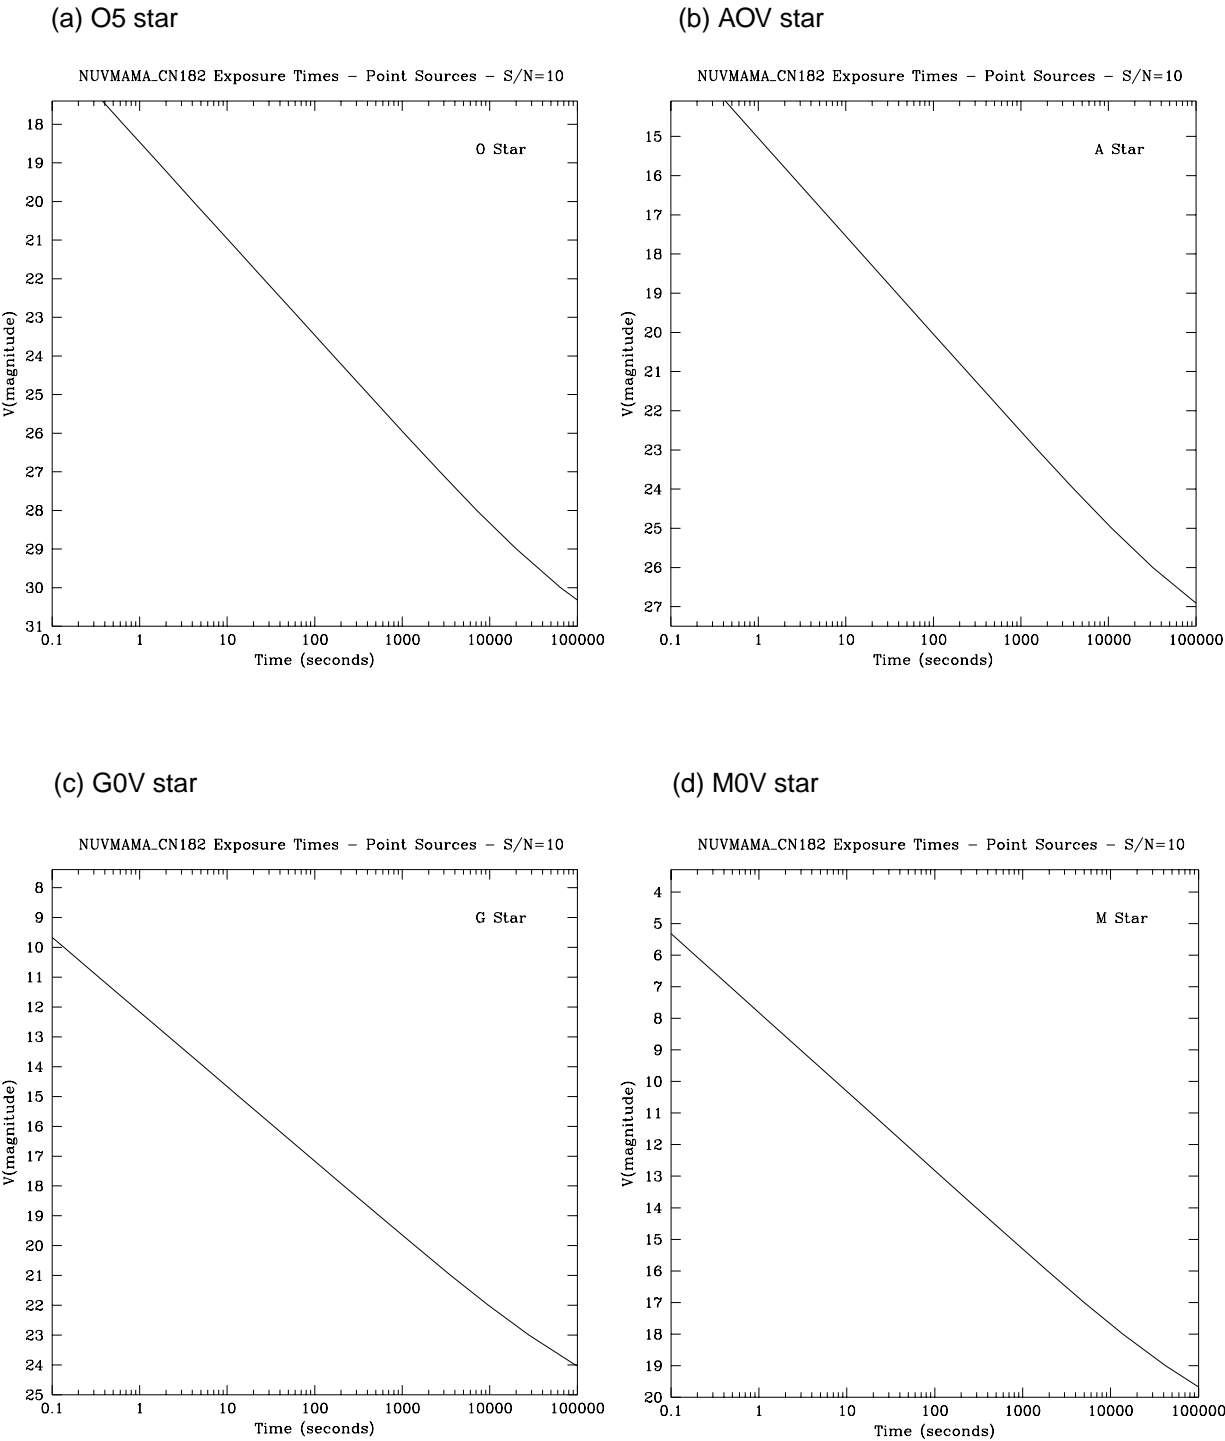 (a) O5 star
NUVMAMA_CN182 Exposure Times – Point Sources – S/N=10
O Star
V(magnitude)
18
19
20
21
22
23
24
25
26
27
28
29
30
31
0.1 1 10 100 1000 10000 100000
Time (seconds)
(b) AOV star
NUVMAMA_CN182 Exposure Times – Point Sources – S/N=10
A Star
V(magnitude)
15
16
17
18
19
20
21
22
23
24
25
26
27
0.1 1 10 100 1000 10000 100000
Time (seconds)
(c) G0V star
NUVMAMA_CN182 Exposure Times – Point Sources – S/N=10
G Star
V(magnitude)
8
9
10
11
12
13
14
15
16
17
18
19
20
21
22
23
24
25
0.1 1 10 100 1000 10000 100000
Time (seconds)
(d) M0V star
NUVMAMA_CN182 Exposure Times – Point Sources – S/N=10
M Star
V(magnitude)
4
5
6
7
8
9
10
11
12
13
14
15
16
17
18
19
20
0.1 1 10 100 1000 10000 100000
Time (seconds)